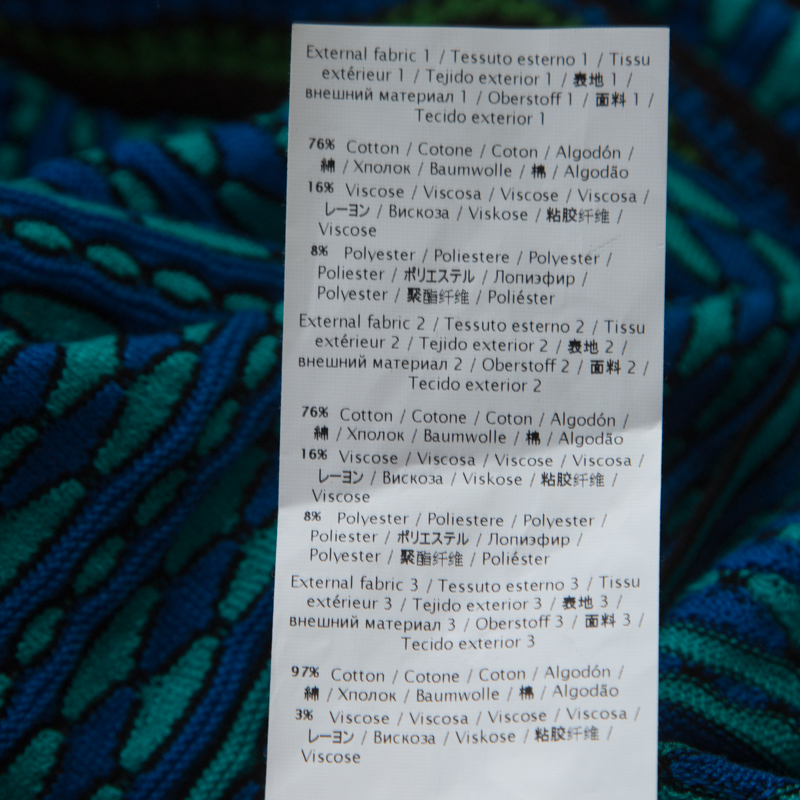 External fabric 1 / Tessuto esterno 1 / Tissu
extérieur 1 / Tejido exterior 1 / 表地 1 /
внешний материал 1 / Oberstoff 1 / 面料 1 /
Tecido exterior 1
76% Cotton / Cotone / Coton / Algodón /
綿 / Хполок / Baumwolle / 棉 / Algodão
16% Viscose / Viscosa / Viscose / Viscosa /
レーヨン / Вискоза / Viskose / 粘胶纤维 /
Viscose
8% Polyester / Poliestere / Polyester /
Poliester / ポリエステル / Лопиэфир /
Polyester / 聚酯纤维 / Poliéster
External fabric 2 / Tessuto esterno 2 / Tissu
extérieur 2 / Tejido exterior 2 / 表地 2 /
внешний материал 2 / Oberstoff 2 / 面料 2 /
Tecido exterior 2
76% Cotton / Cotone / Coton / Algodón /
綿 / Хполок / Baumwolle / 棉 / Algodão
16% Viscose / Viscosa / Viscose / Viscosa /
レーヨン / Вискоза / Viskose / 粘胶纤维 /
Viscose
8% Polyester / Poliestere / Polyester /
Poliester / ポリエステル / Лопиэфир /
Polyester / 聚酯纤维 / Poliéster
External fabric 3 / Tessuto esterno 3 / Tissu
extérieur 3 / Tejido exterior 3 / 表地 3 /
внешний материал 3 / Oberstoff 3 / 面料 3 /
Tecido exterior 3
97% Cotton / Cotone / Coton / Algodón /
綿 / Хполок / Baumwolle / 棉 / Algodão
3% Viscose / Viscosa / Viscose / Viscosa /
レーヨン / Вискоза / Viskose / 粘胶纤维 /
Viscose